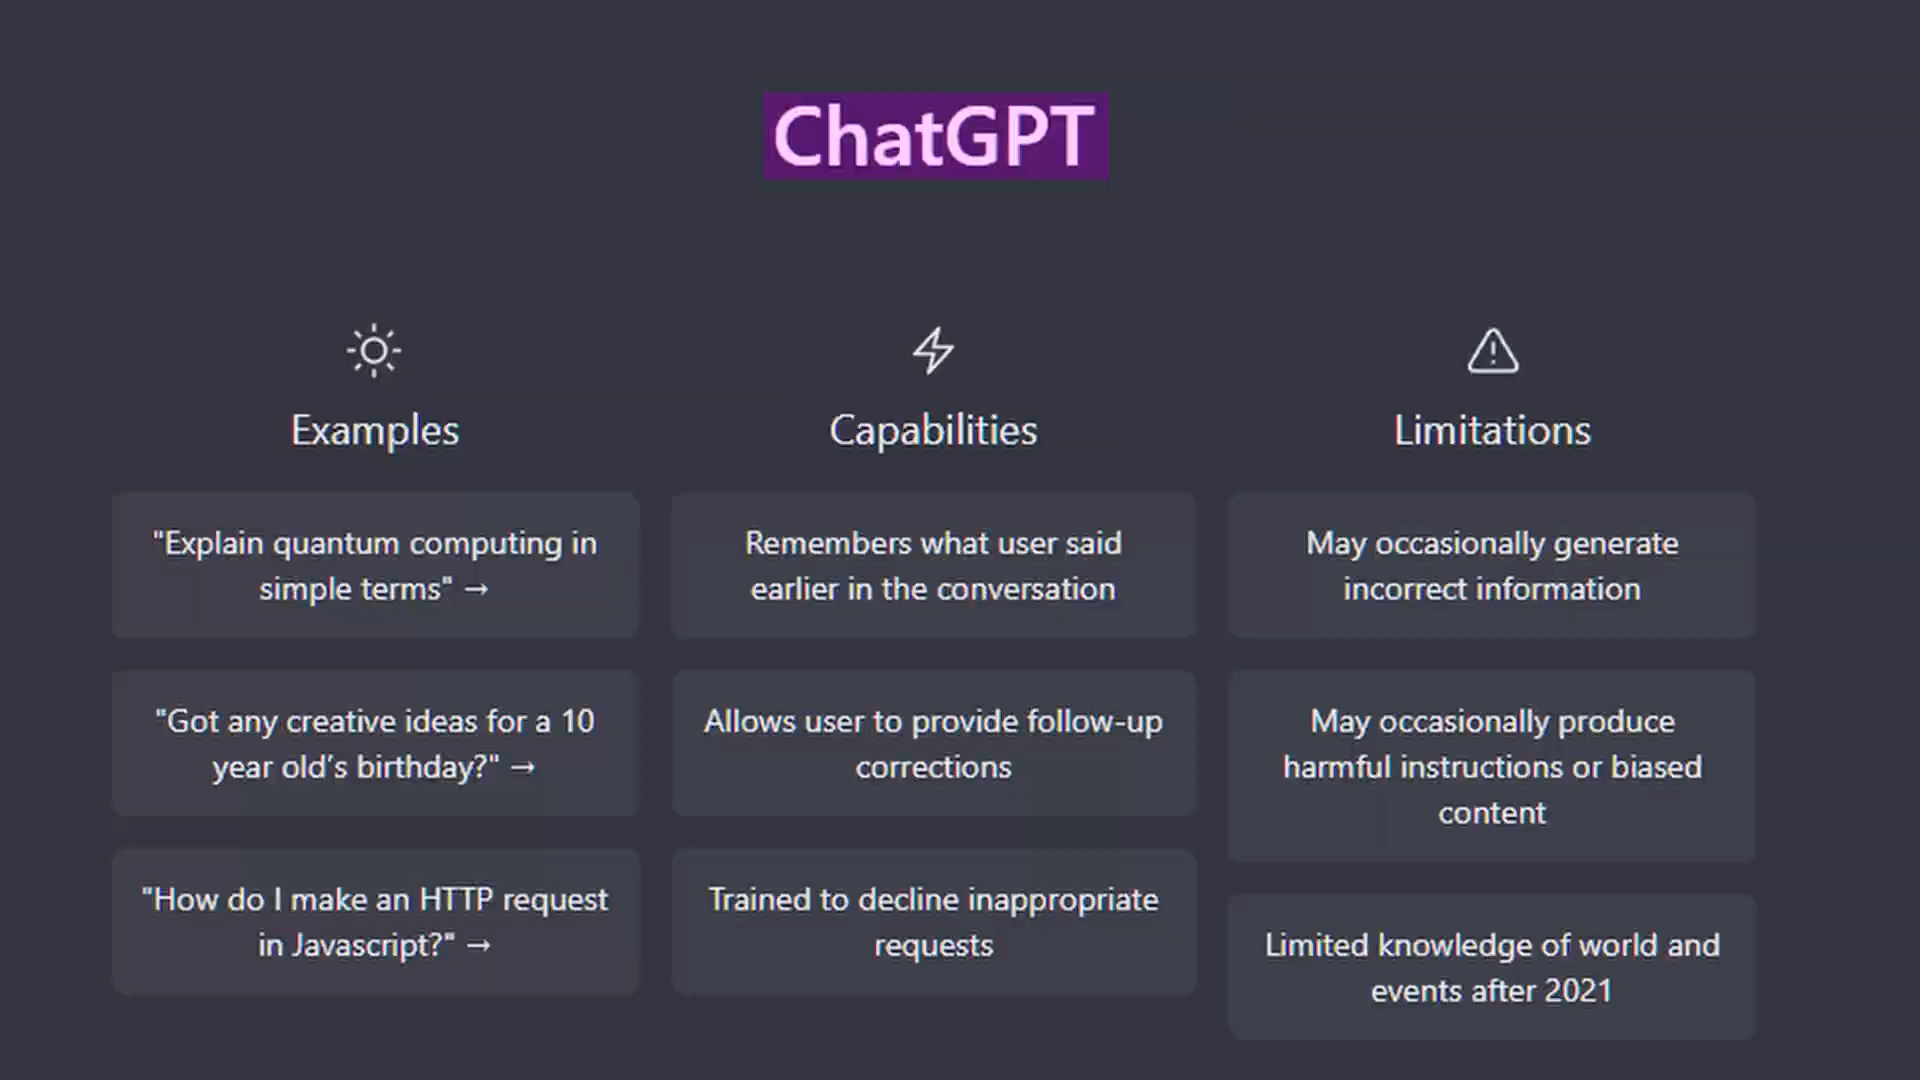 ChatGPT
Examples
"Explain quantum computing in
simple terms" →
"Got any creative ideas for a 10
year old’s birthday?" →
"How do I make an HTTP request
in Javascript?" →
Capabilities
Remembers what user said
earlier in the conversation
Allows user to provide follow-up
corrections
Trained to decline inappropriate
requests
Limitations
May occasionally generate
incorrect information
May occasionally produce
harmful instructions or biased
content
Limited knowledge of world and
events after 2021